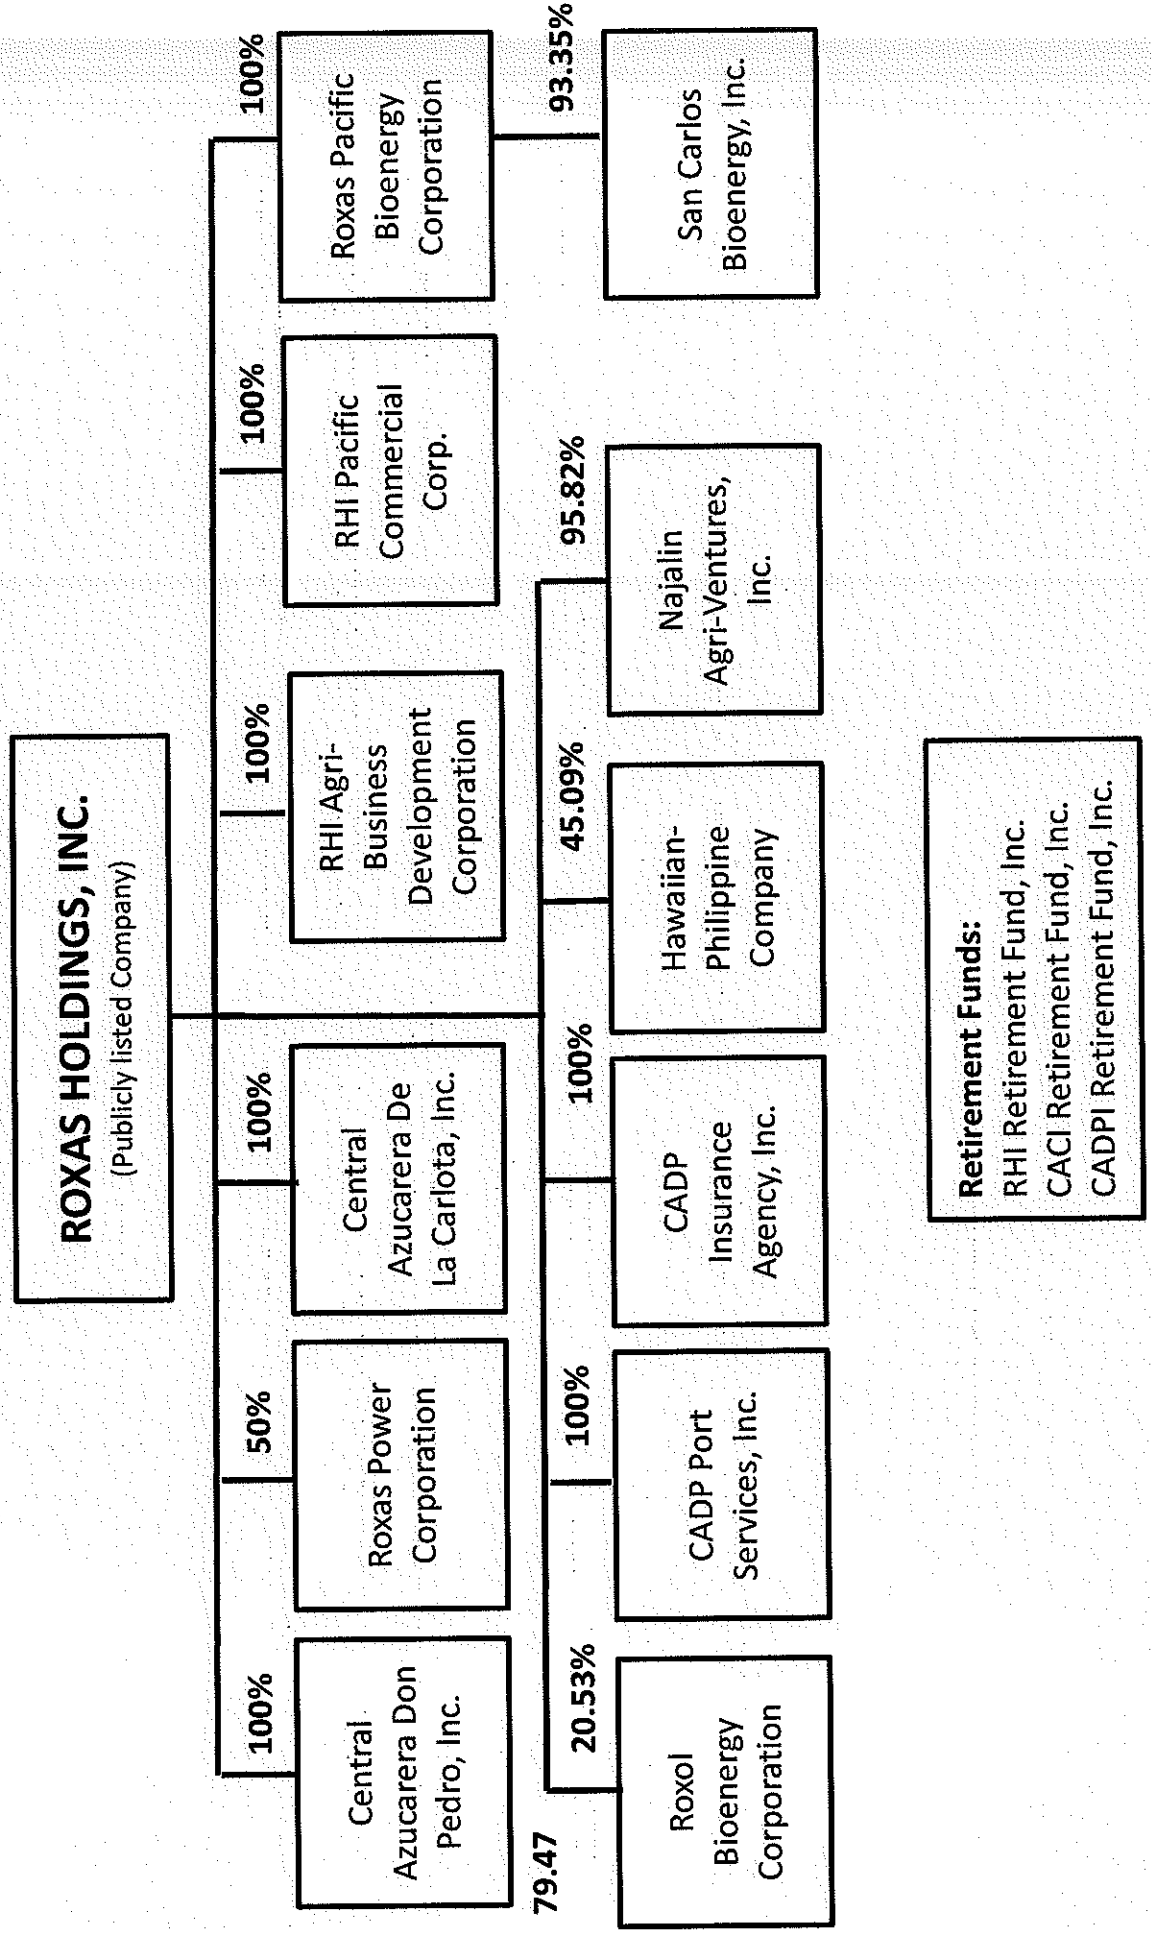 ROXAS HOLDINGS, INC.
(Publicly listed Company)
100%
50%
100%
100%
100%
100%
Central
Azucarera Don
Pedro, Inc.
Roxas Power
Corporation
Central
Azucarera De
La Carlota, Inc.
RHI Agri-
Business
Development
Corporation
RHI Pacific
Commercial
Corp.
Roxas Pacific
Bioenergy
Corporation
79.47
20.53%
100%
100%
45.09%
95.82%
93.35%
Roxol
Bioenergy
Corporation
CADP Port
Services, Inc.
CADP
Insurance
Agency, Inc.
Hawaiian-
Philippine
Company
Najalin
Agri-Ventures,
Inc.
San Carlos
Bioenergy, Inc.
Retirement Funds:
RHI Retirement Fund, Inc.
CACI Retirement Fund, Inc.
CADPI Retirement Fund, Inc.